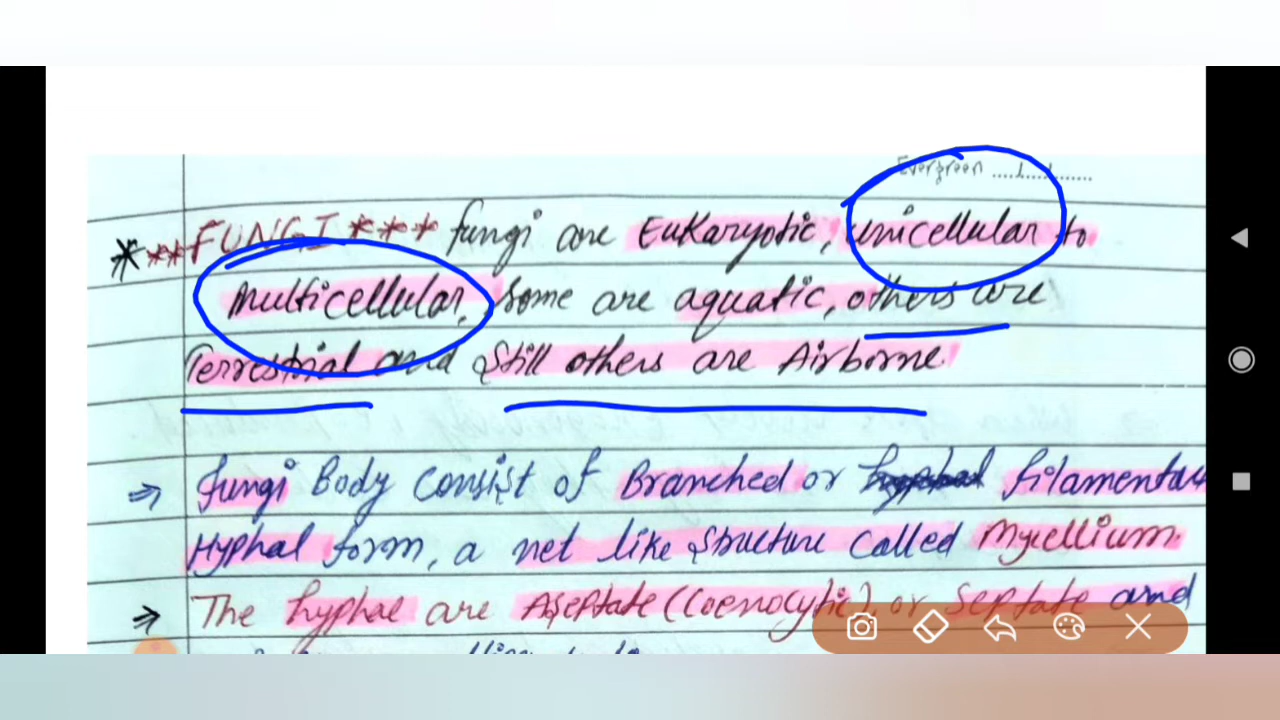 Evergreen
***FUNGI*** fungi are Eukaryotic, unicellular to
Multicellular, Some are aquatic, others are
Terrestrial and Still others are Airborne.
⇒ fungi Body Consist of Branched or hyphal filamentou
Hyphal form, a net like Structure Called Mycellium.
⇒ The hyphae are Aseptate (Coenocytic) or Septate and